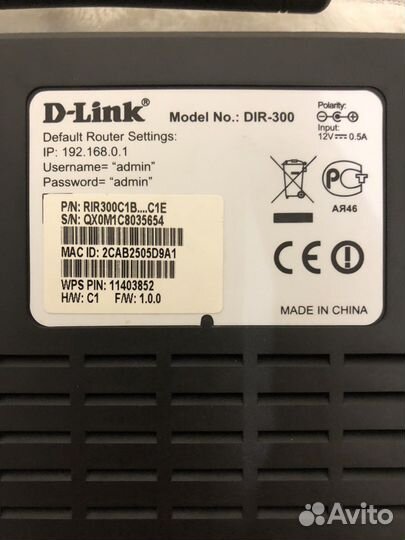 D-Link®
Model No.: DIR-300
Polarity:
Input:
12V 0.5A
Default Router Settings:
IP: 192.168.0.1
Username= “admin”
Password= “admin”
P/N: RIR300C1B....C1E
S/N: QX0M1C8035654
MAC ID: 2CAB2505D9A1
WPS PIN: 11403852
H/W: C1 F/W: 1.0.0
АЯ46
CE
MADE IN CHINA
Avito